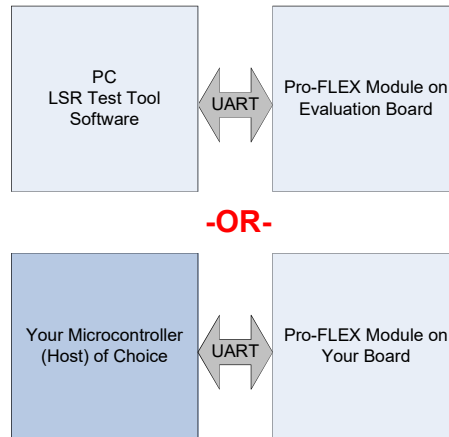 PC
LSR Test Tool
Software
UART
Pro-FLEX Module on
Evaluation Board
-OR-
Your Microcontroller
(Host) of Choice
UART
Pro-FLEX Module on
Your Board